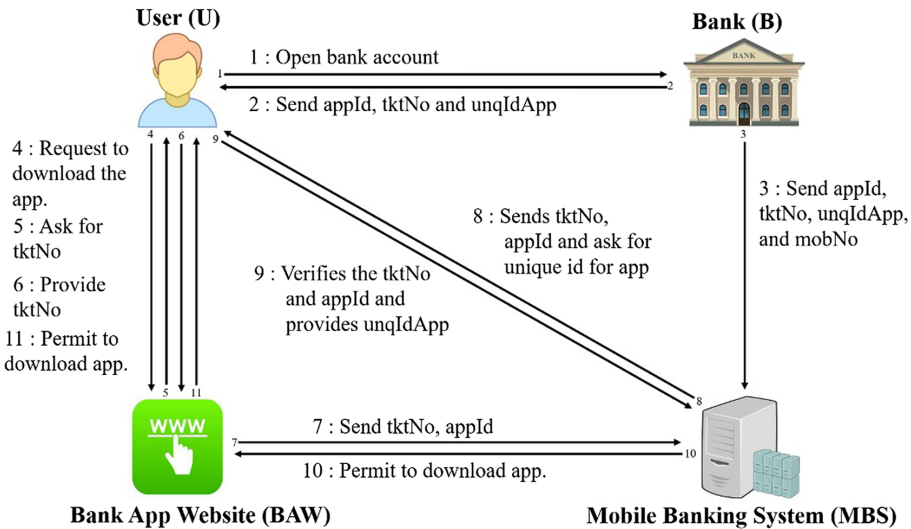 User (U)
Bank (B)
BANK
1 : Open bank account
1
2
2 : Send appId, tktNo and unqIdApp
4
6
9
3
4 : Request to
download the
app.
5 : Ask for
tktNo
6 : Provide
tktNo
11 : Permit to
download app.
3 : Send appId,
tktNo, unqIdApp,
and mobNo
8 : Sends tktNo,
appId and ask for
unique id for app
9 : Verifies the tktNo
and appId and
provides unqIdApp
5
11
8
WWW
7
7 : Send tktNo, appId
10
10 : Permit to download app.
Bank App Website (BAW)
Mobile Banking System (MBS)